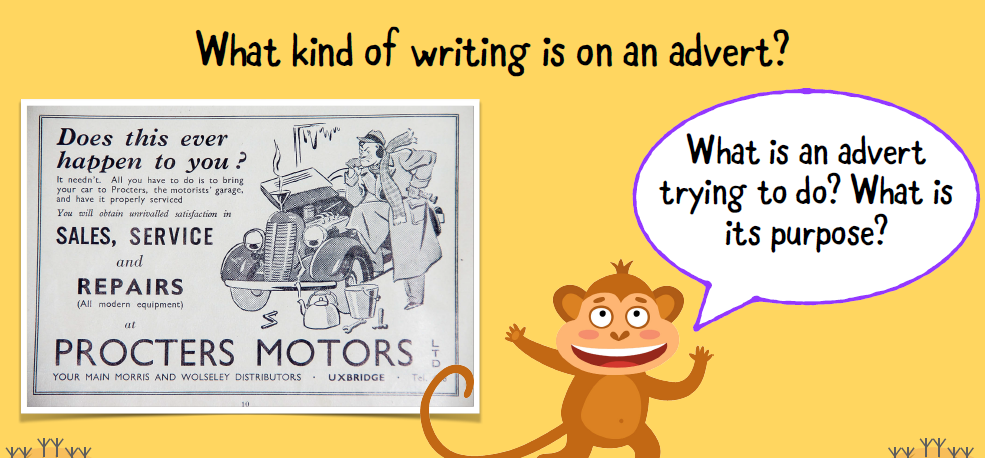 What kind of writing is on an advert?
Does this ever
happen to you?
It needn't. All you have to do is to bring
your car to Procters, the motorists' garage,
and have it properly serviced
You will obtain unrivalled satisfaction in
SALES, SERVICE
and
REPAIRS
(All modern equipment)
at
PROCTERS MOTORS LTD
YOUR MAIN MORRIS AND WOLSELEY DISTRIBUTORS · UXBRIDGE · Tel.
10
What is an advert
trying to do? What is
its purpose?